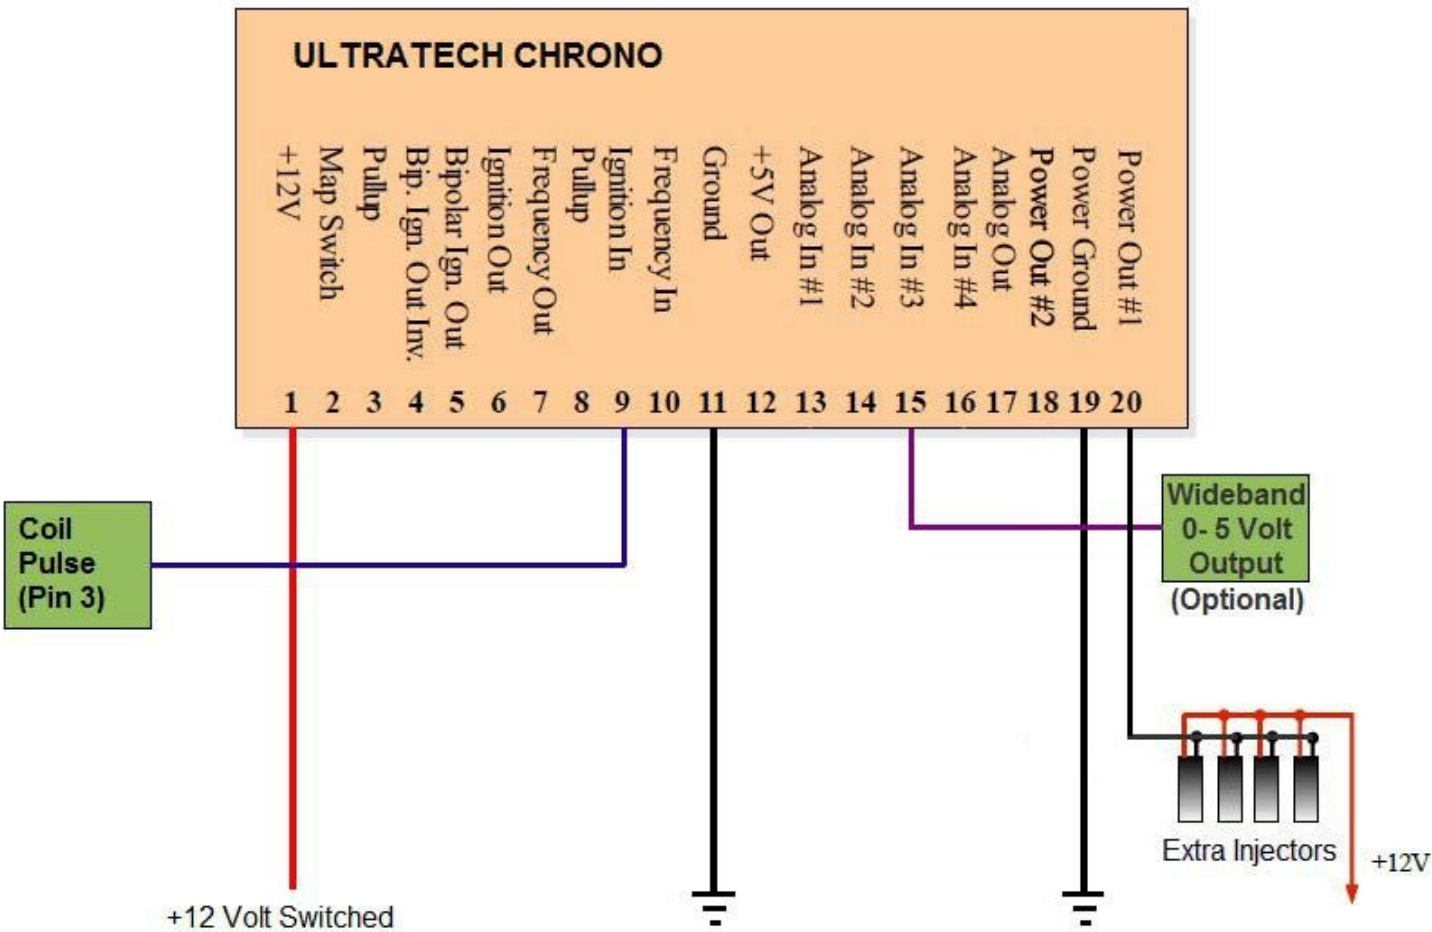 ULTRATECH CHRONO
+12V
Map Switch
Pullup
Bip. Ign. Out Inv.
Bipolar Ign. Out
Ignition Out
Frequency Out
Pullup
Ignition In
Frequency In
Ground
+5V Out
Analog In #1
Analog In #2
Analog In #3
Analog In #4
Analog Out
Power Out #2
Power Ground
Power Out #1
1 2 3 4 5 6 7 8 9 10 11 12 13 14 15 16 17 18 19 20
Coil
Pulse
(Pin 3)
Wideband
0- 5 Volt
Output
(Optional)
Extra Injectors
+12V
+12 Volt Switched